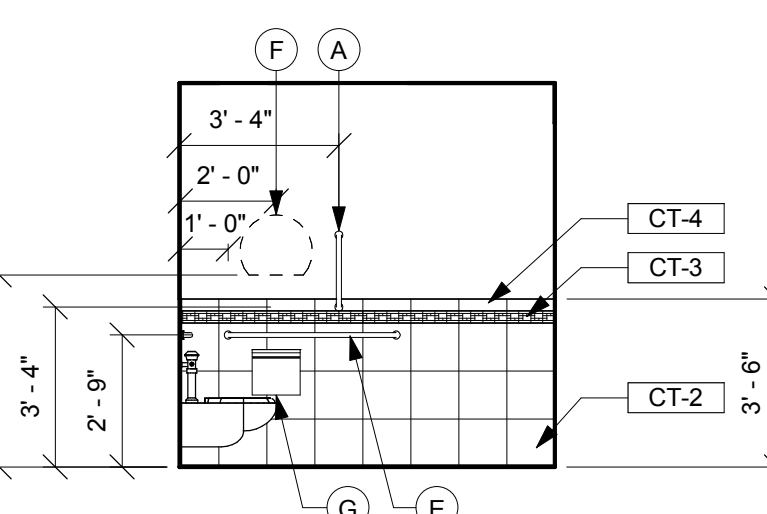 F A
3' - 4"
2' - 0"
1' - 0"
CT-4
CT-3
3' - 4"
2' - 9"
CT-2
3' - 6"
G E